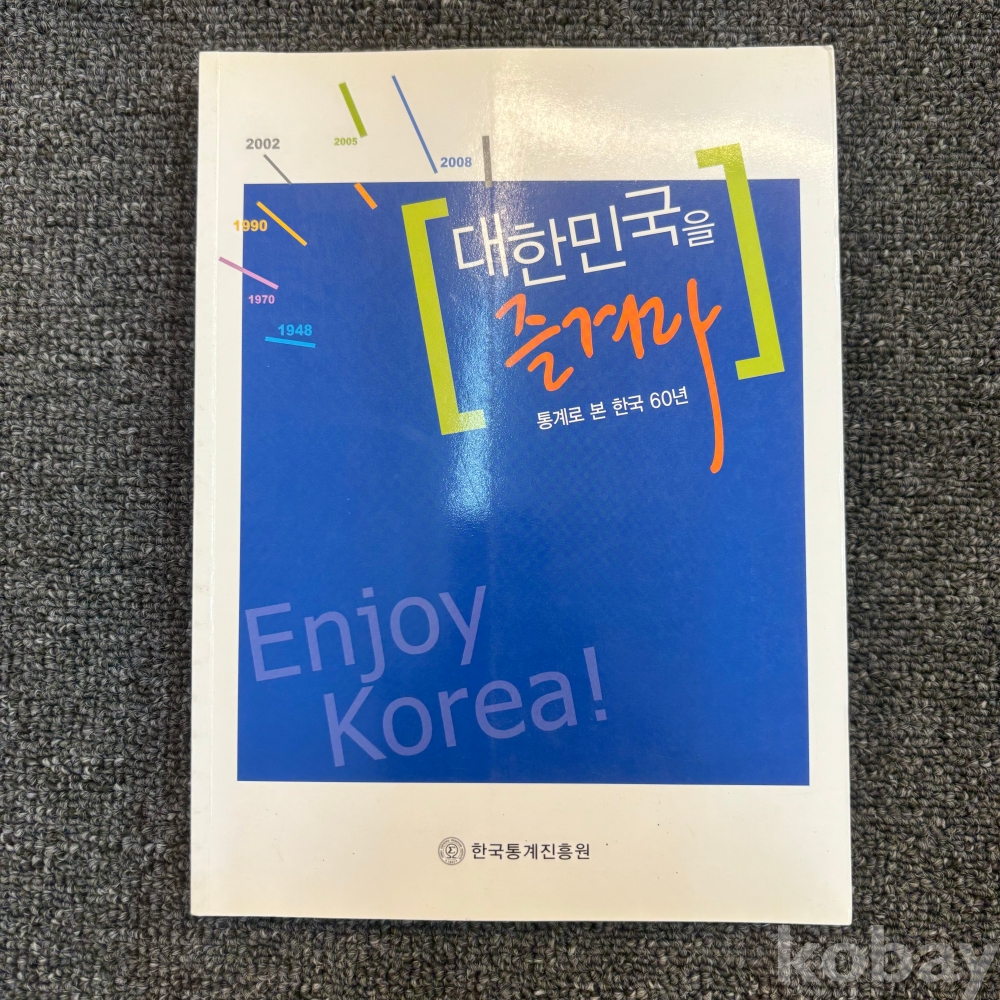 2002
2005
2008
1990
1970
1948
대한민국을
즐겨라
통계로 본 한국 60년
Enjoy
Korea!
한국통계진흥원
kobay